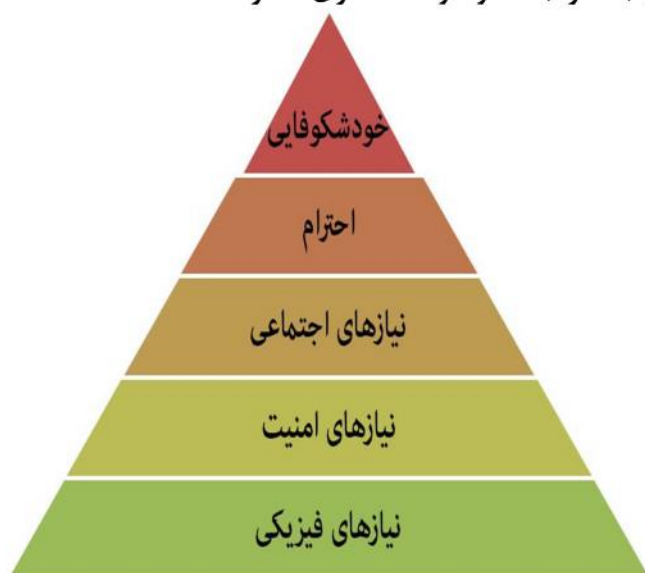 خودشکوفایی
احترام
نیازهای اجتماعی
نیازهای امنیت
نیازهای فیزیکی